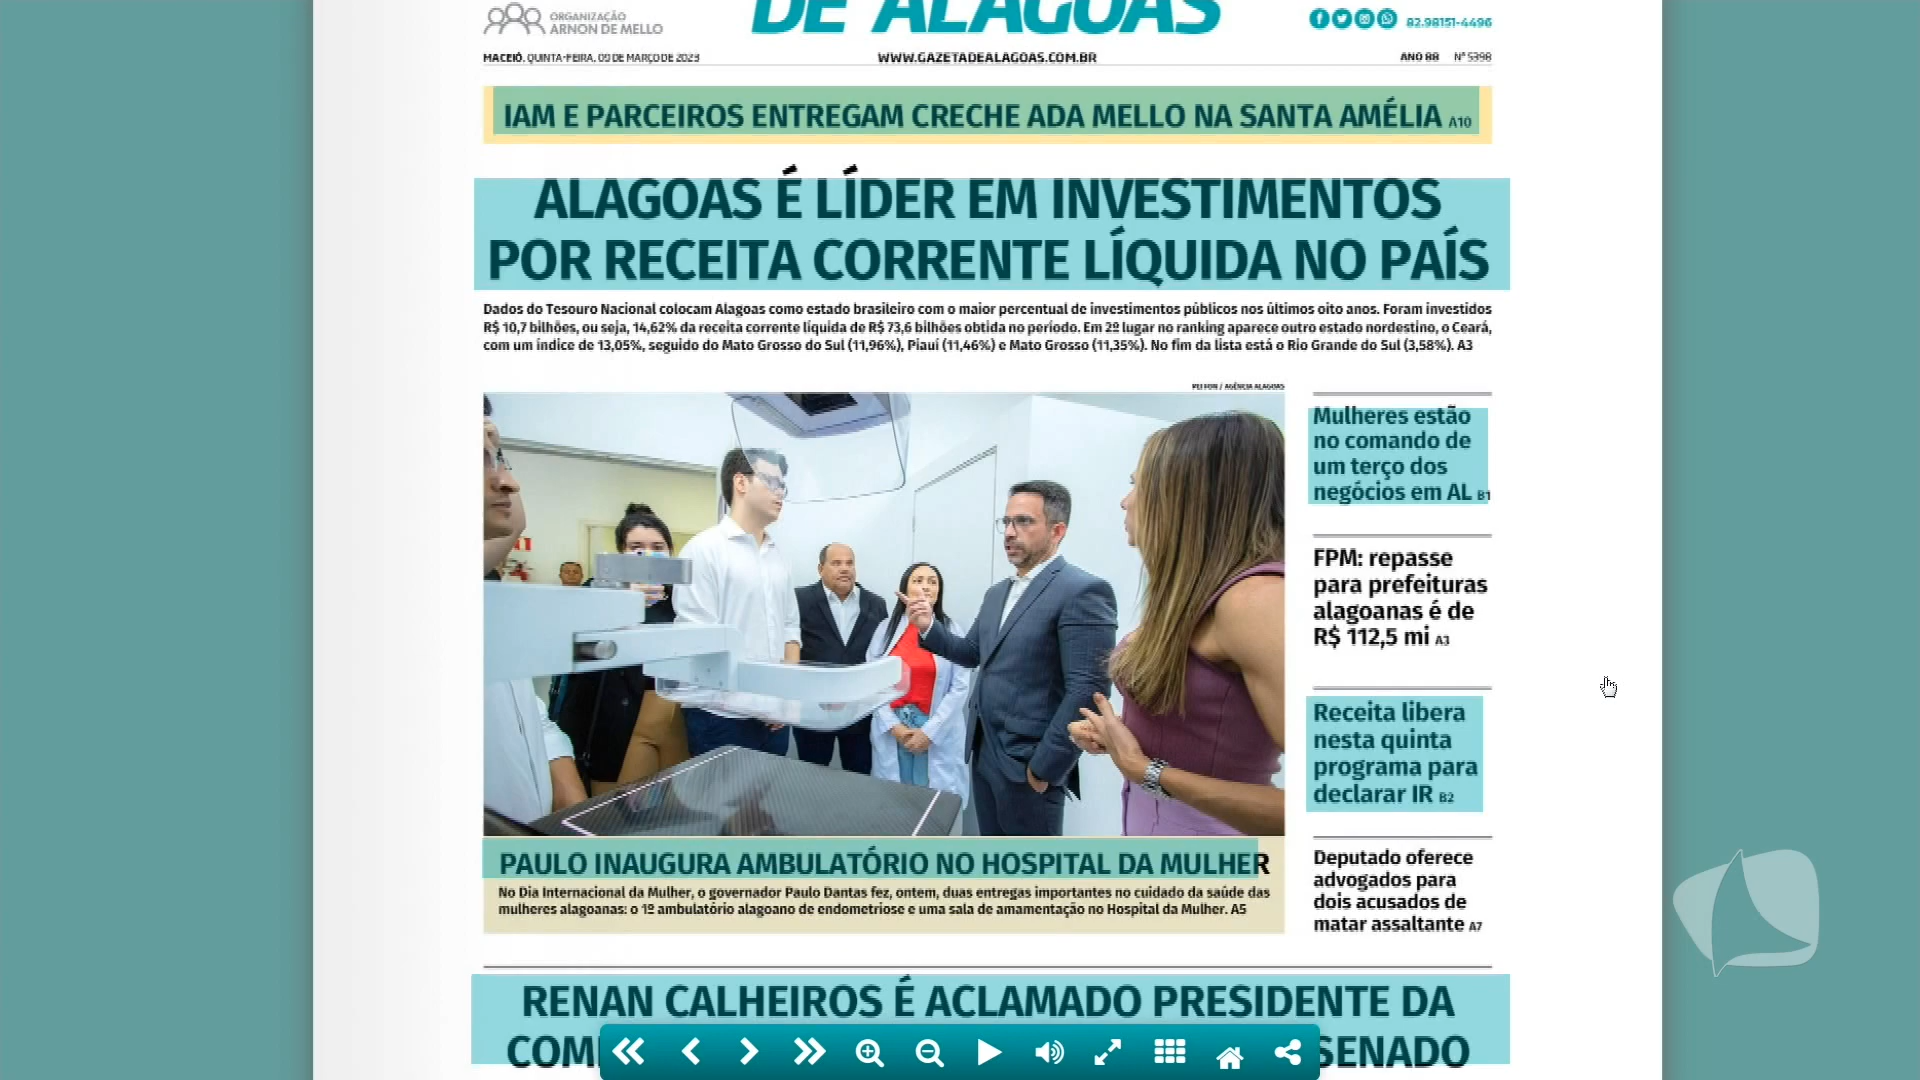 ORGANIZAÇÃO
ARNON DE MELLO
DE ALAGOAS
82.98151-4496
MACEIÓ, QUINTA-FEIRA, 09 DE MARÇO DE 2023
WWW.GAZETADEALAGOAS.COM.BR
ANO 88 Nº 5398
IAM E PARCEIROS ENTREGAM CRECHE ADA MELLO NA SANTA AMÉLIA A10
ALAGOAS É LÍDER EM INVESTIMENTOS
POR RECEITA CORRENTE LÍQUIDA NO PAÍS
Dados do Tesouro Nacional colocam Alagoas como estado brasileiro com o maior percentual de investimentos públicos nos últimos oito anos. Foram investidos
R$ 10,7 bilhões, ou seja, 14,62% da receita corrente líquida de R$ 73,6 bilhões obtida no período. Em 2º lugar no ranking aparece outro estado nordestino, o Ceará,
com um índice de 13,05%, seguido do Mato Grosso do Sul (11,96%), Piauí (11,46%) e Mato Grosso (11,35%). No fim da lista está o Rio Grande do Sul (3,58%). A3
/ AGÊNCIA ALAGOAS
Mulheres estão
no comando de
um terço dos
negócios em AL B1
FPM: repasse
para prefeituras
alagoanas é de
R$ 112,5 mi A3
Receita libera
nesta quinta
programa para
declarar IR B2
Deputado oferece
advogados para
dois acusados de
matar assaltante A7
PAULO INAUGURA AMBULATÓRIO NO HOSPITAL DA MULHER
No Dia Internacional da Mulher, o governador Paulo Dantas fez, ontem, duas entregas importantes no cuidado da saúde das
mulheres alagoanas: o 1º ambulatório alagoano de endometriose e uma sala de amamentação no Hospital da Mulher. A5
RENAN CALHEIROS É ACLAMADO PRESIDENTE DA
COM SENADO